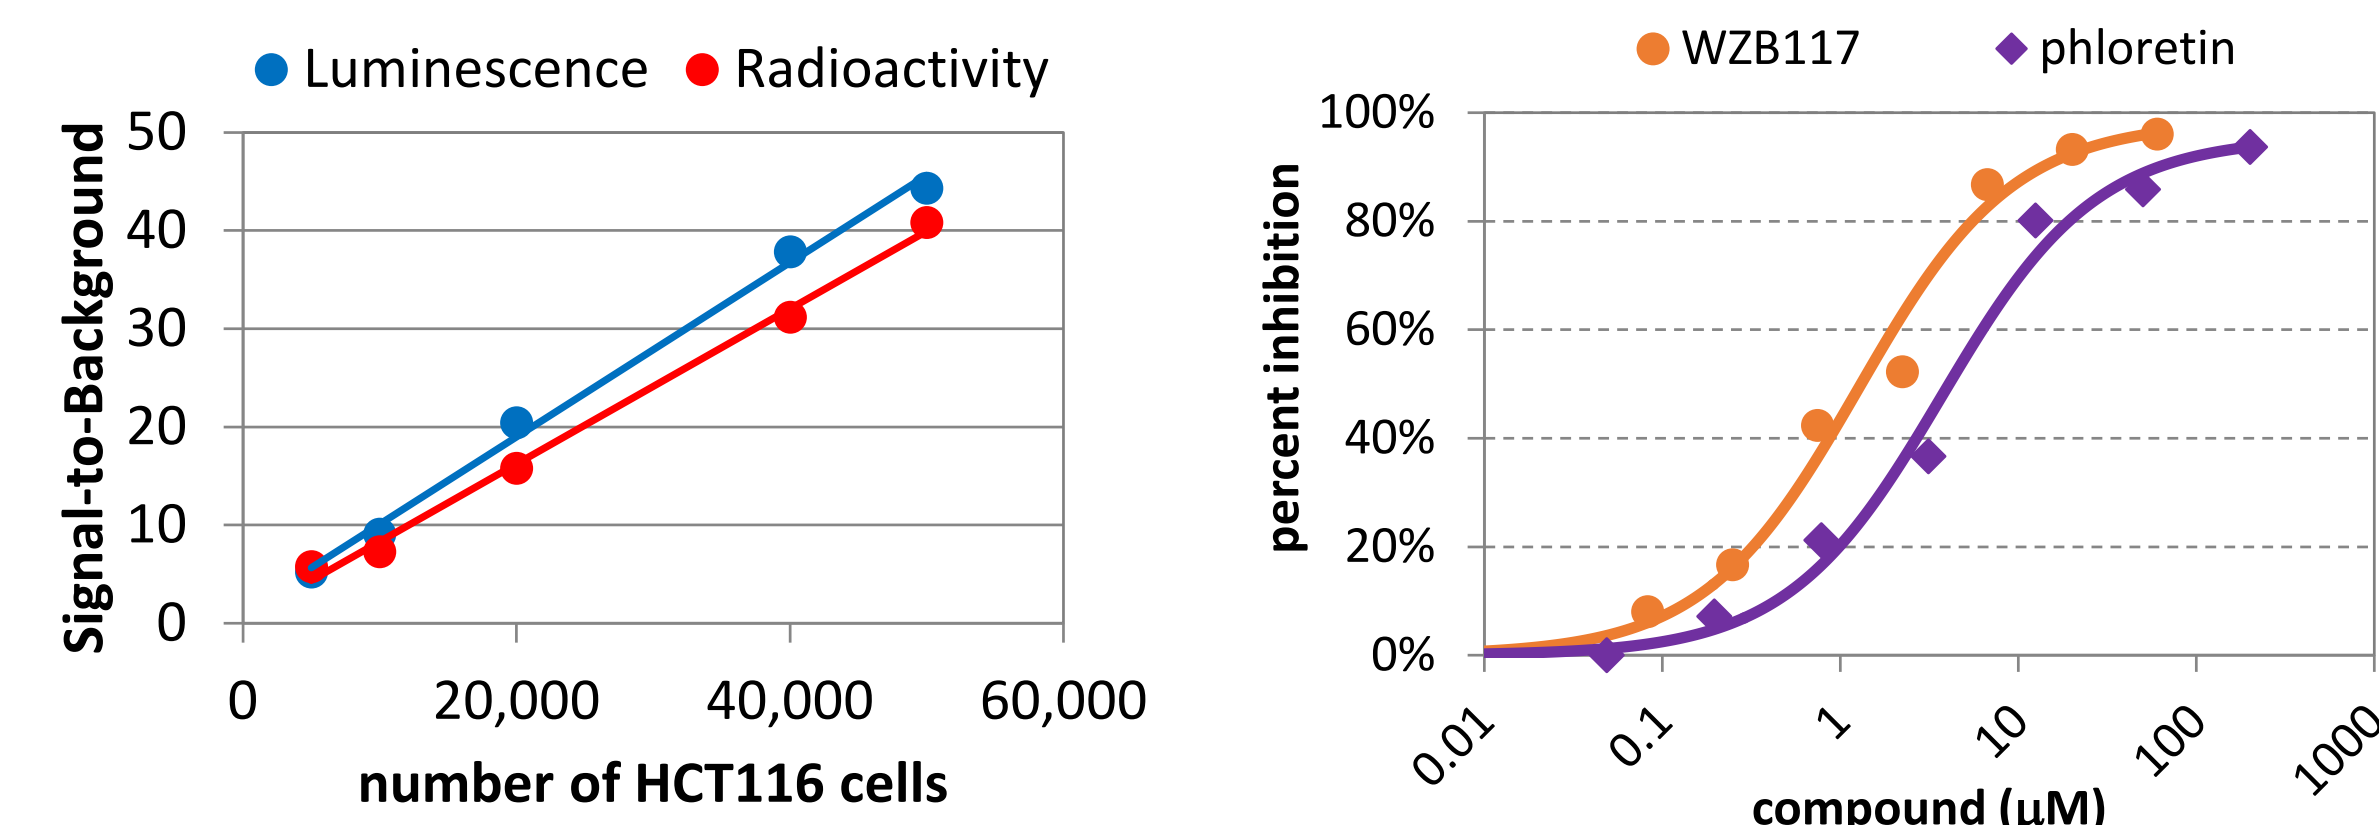 Luminescence Radioactivity
Signal-to-Background
50
40
30
20
10
0
0 20,000 40,000 60,000
number of HCT116 cells
WZB117 phloretin
percent inhibition
100%
80%
60%
40%
20%
0%
0.01 0.1 1 10 100 1000
compound (µM)